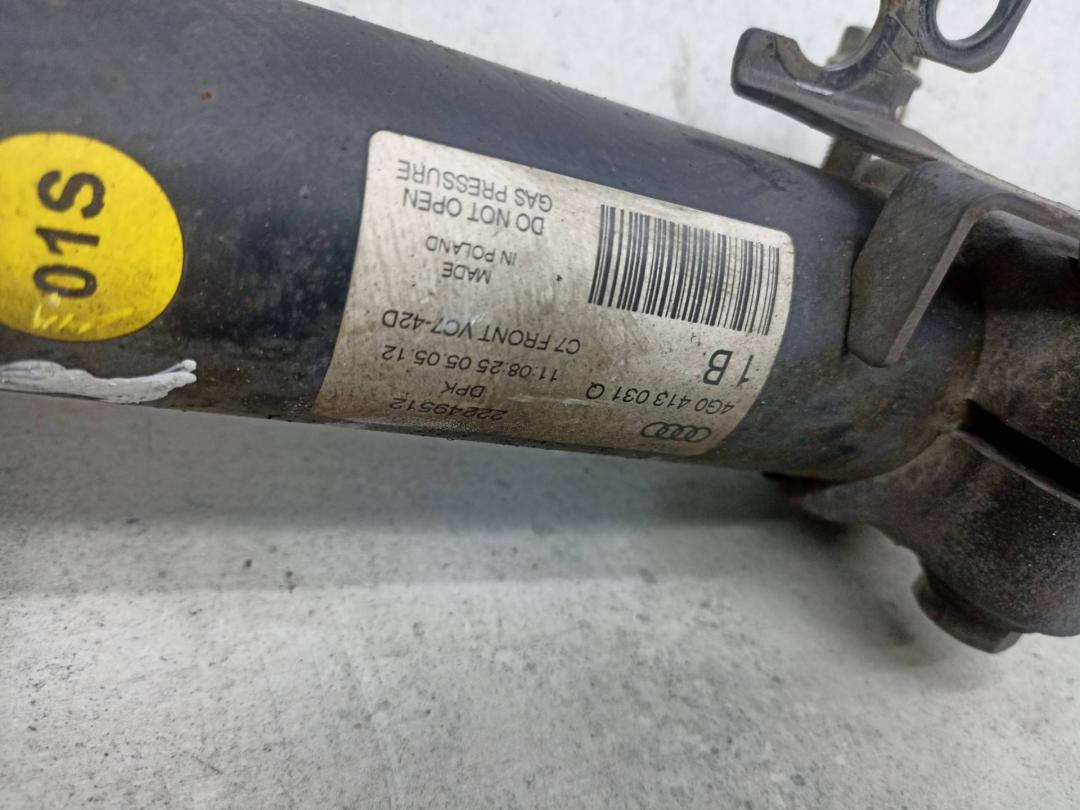 01S
4G0 413 031 Q
1 B
22249512
DPK
11:08:25 05.05.12
C7 FRONT VC7-42D
MADE
IN POLAND
DO NOT OPEN
GAS PRESSURE